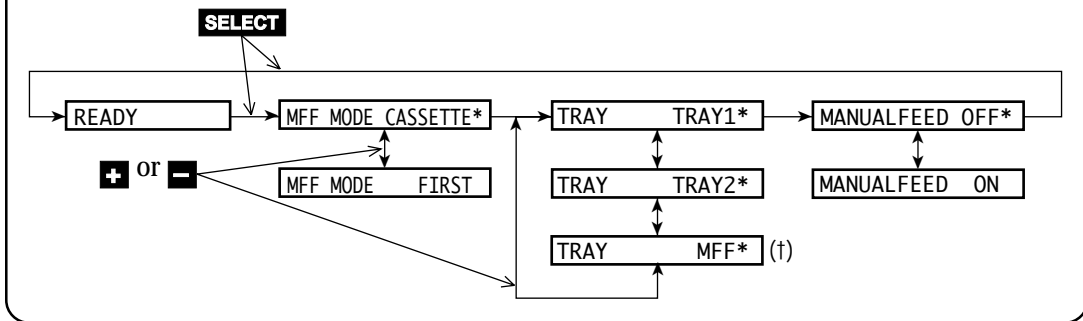 SELECT
READY
MFF MODE CASSETTE*
TRAY TRAY1*
MANUALFEED OFF*
+ or -
MFF MODE FIRST
TRAY TRAY2*
MANUALFEED ON
TRAY MFF* (†)